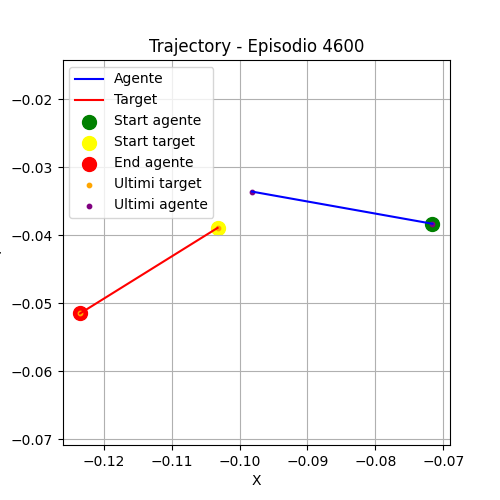 Trajectory - Episodio 4600
Agente
Target
Start agente
Start target
End agente
Ultimi target
Ultimi agente
−0.02
−0.03
−0.04
−0.05
−0.06
−0.07
−0.12
−0.11
−0.10
−0.09
−0.08
−0.07
X